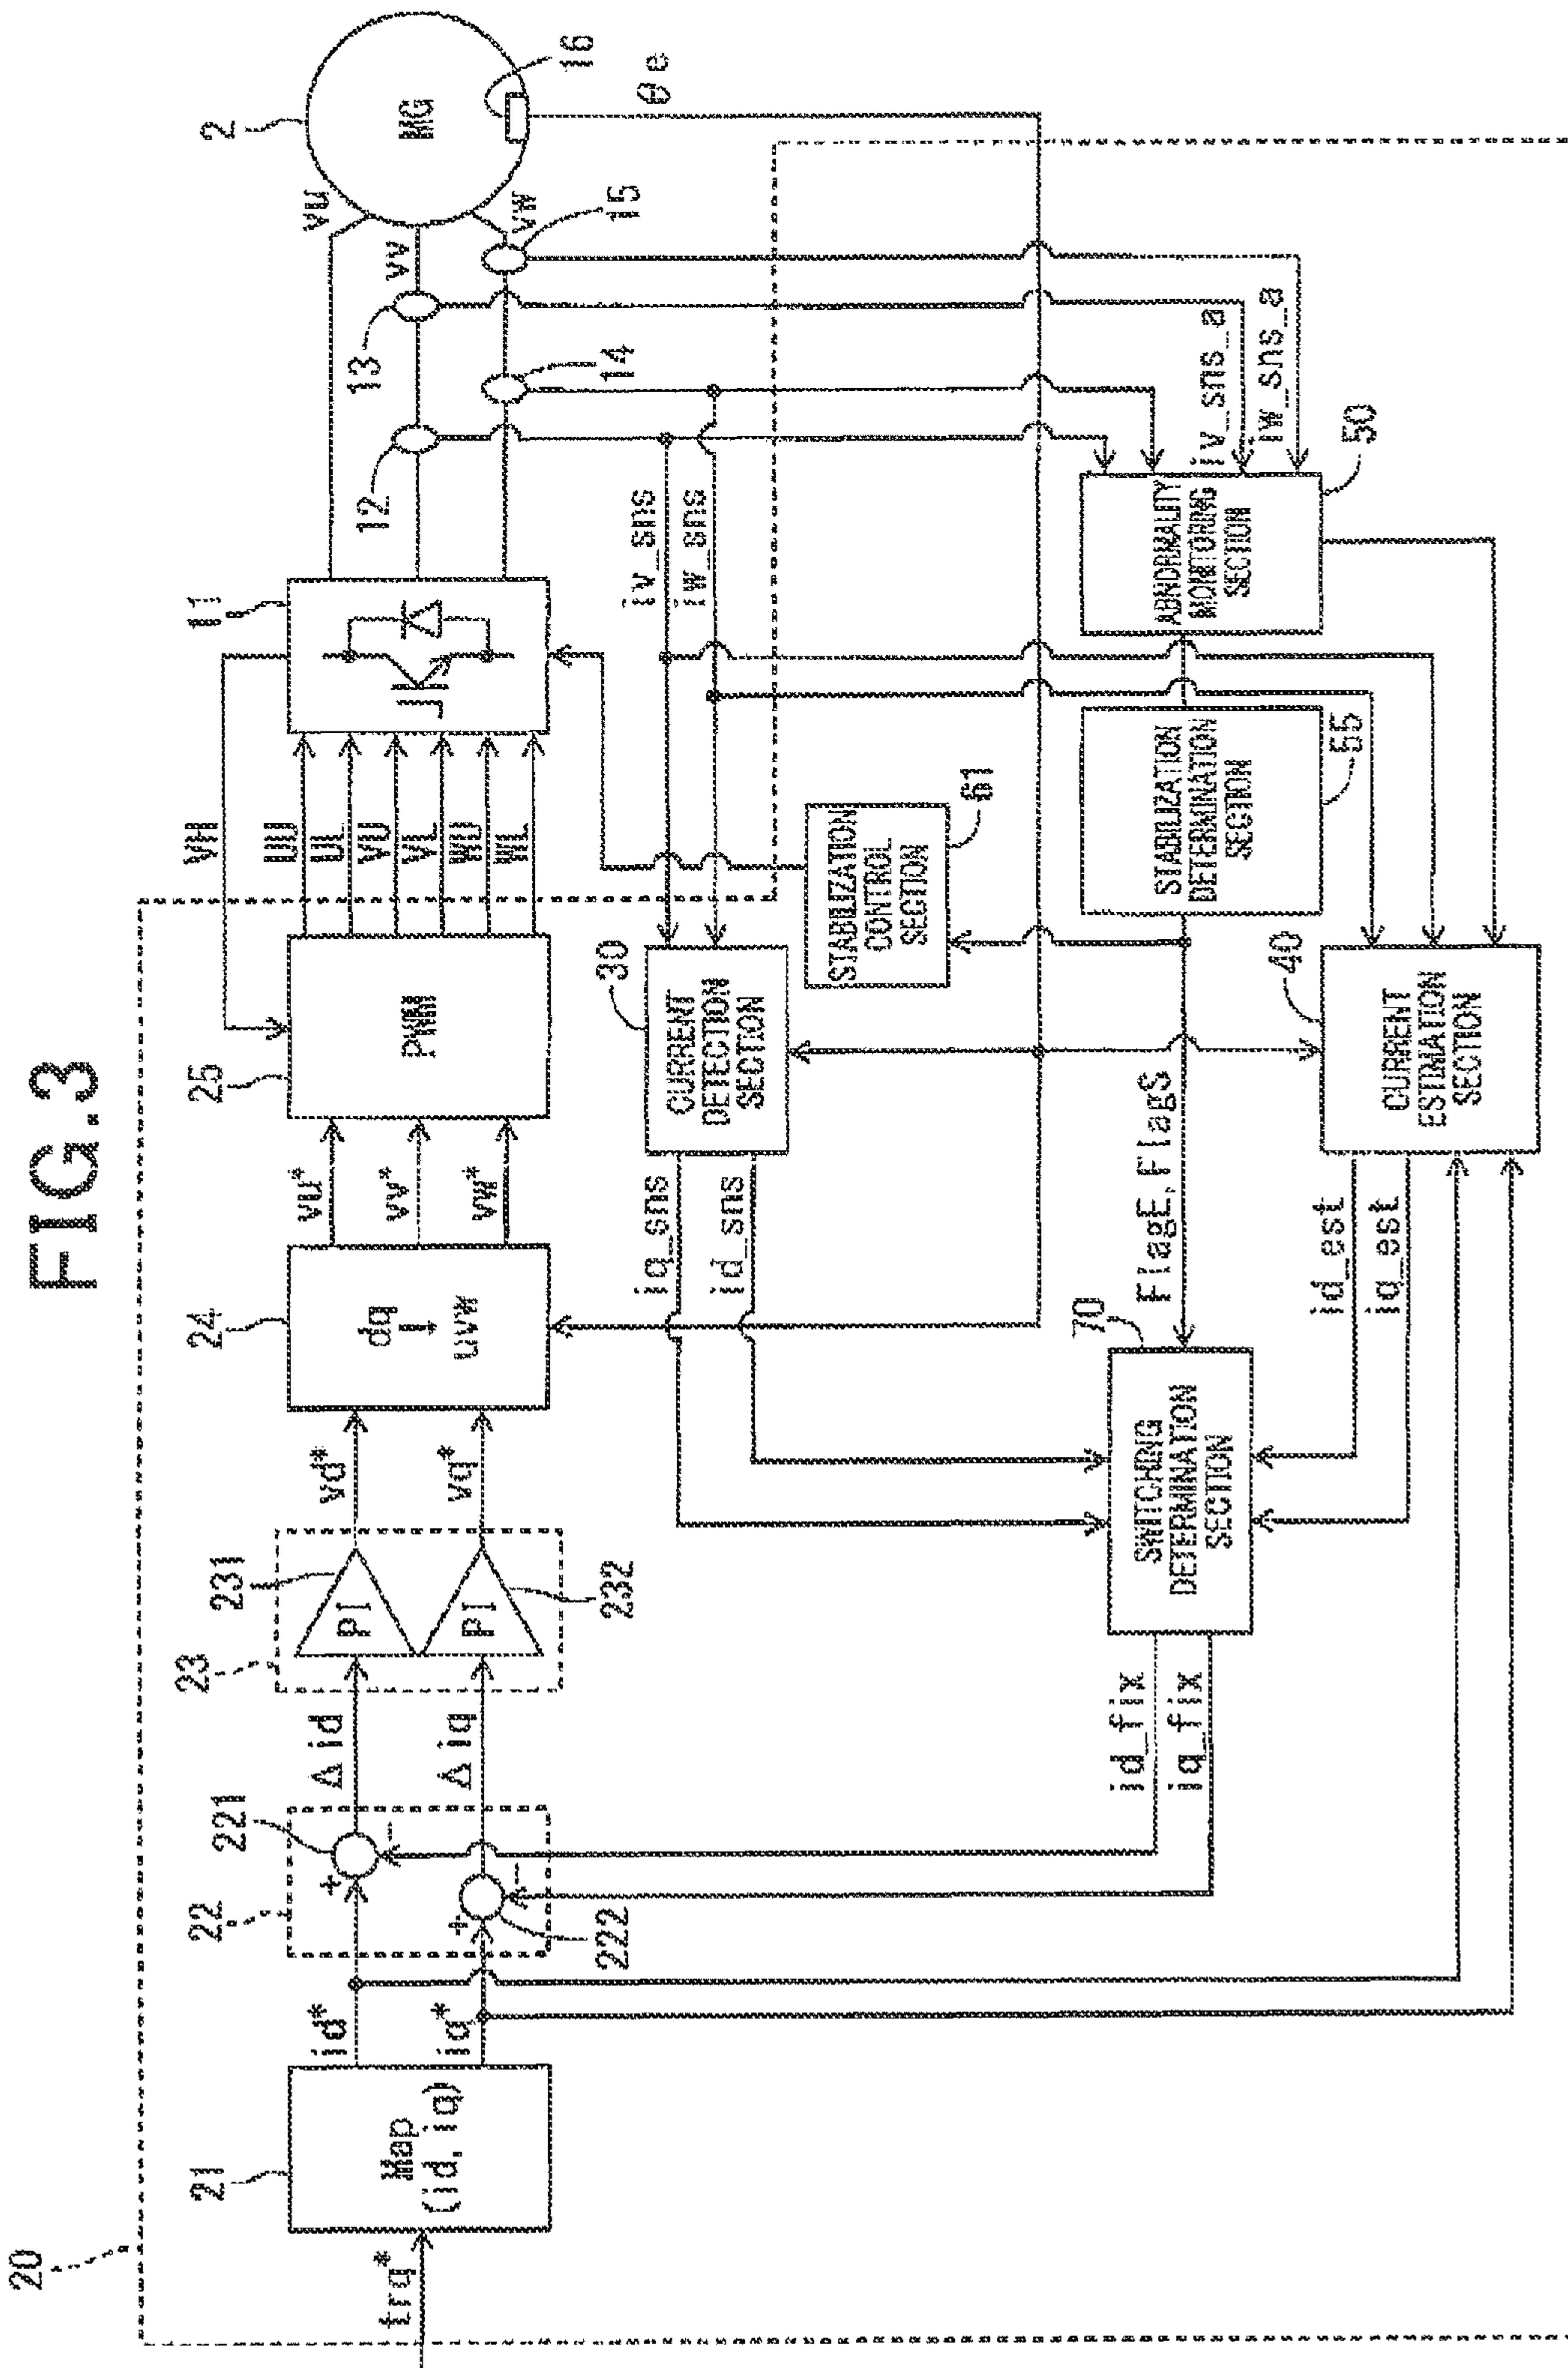 FIG.3
20
trq*
21
Map
(id, iq)
id*
iq*
22
221
+
-
+
-
222
Δid
Δiq
23
231
PI
PI
232
vd*
vq*
24
dq
↓
uvw
vu*
vv*
vw*
25
PWM
VH
UU
UL
VU
VL
WU
WL
11
12
13
14
15
vu
vv
vw
2
MG
16
θe
iv_sns
iw_sns
30
CURRENT
DETECTION
SECTION
iq_sns
id_sns
STABILIZATION
CONTROL
SECTION
61
iv_sns_a
iw_sns_a
ABNORMALITY
MONITORING
SECTION
50
STABILIZATION
DETERMINATION
SECTION
55
FlagE,FlagS
70
SWITCHING
DETERMINATION
SECTION
id_fix
iq_fix
id_est
iq_est
40
CURRENT
ESTIMATION
SECTION